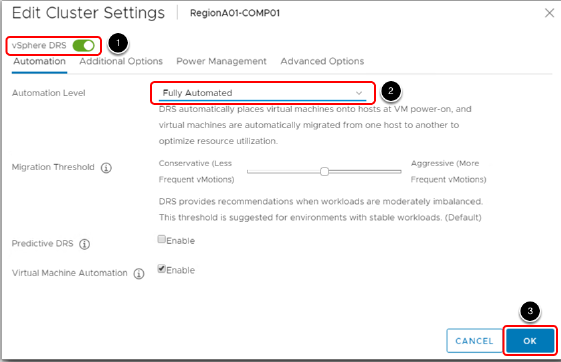 Edit Cluster Settings RegionA01-COMP01
vSphere DRS 1
Automation Additional Options Power Management Advanced Options
Automation Level Fully Automated 2
DRS automatically places virtual machines onto hosts at VM power-on, and
virtual machines are automatically migrated from one host to another to
optimize resource utilization.
Migration Threshold Conservative (Less Aggressive (More
Frequent vMotions) Frequent vMotions)
DRS provides recommendations when workloads are moderately imbalanced.
This threshold is suggested for environments with stable workloads. (Default)
Predictive DRS Enable
Virtual Machine Automation Enable
3
CANCEL OK